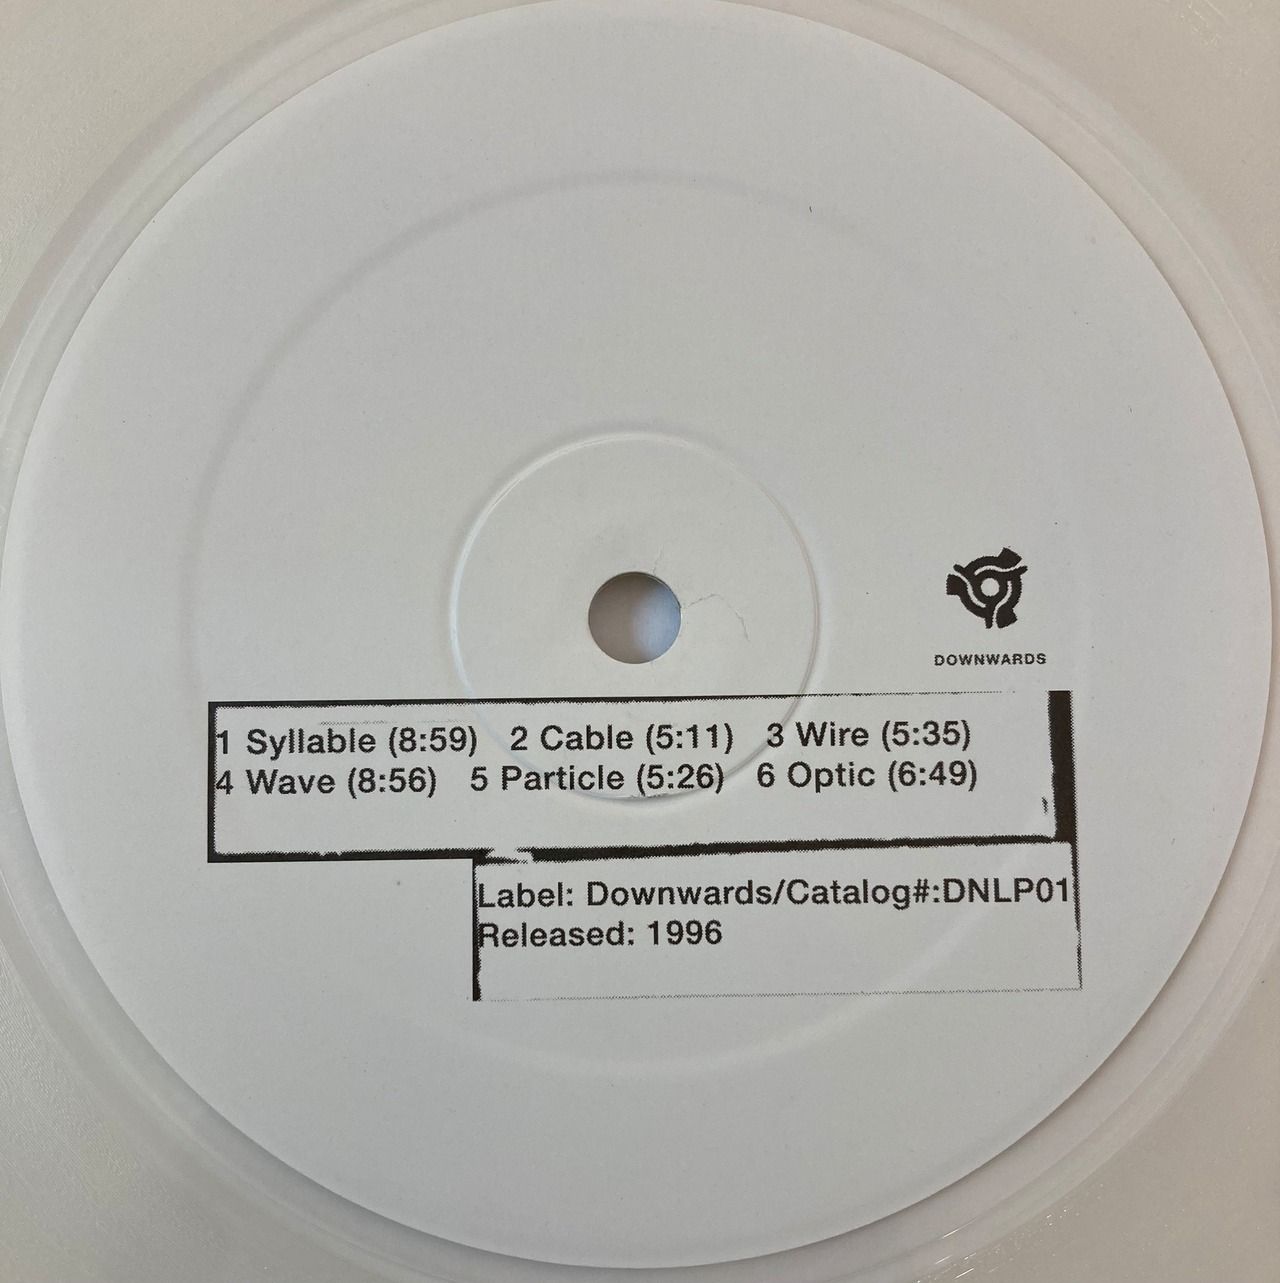 DOWNWARDS
1 Syllable (8:59) 2 Cable (5:11) 3 Wire (5:35)
4 Wave (8:56) 5 Particle (5:26) 6 Optic (6:49)
Label: Downwards/Catalog#:DNLP01
Released: 1996